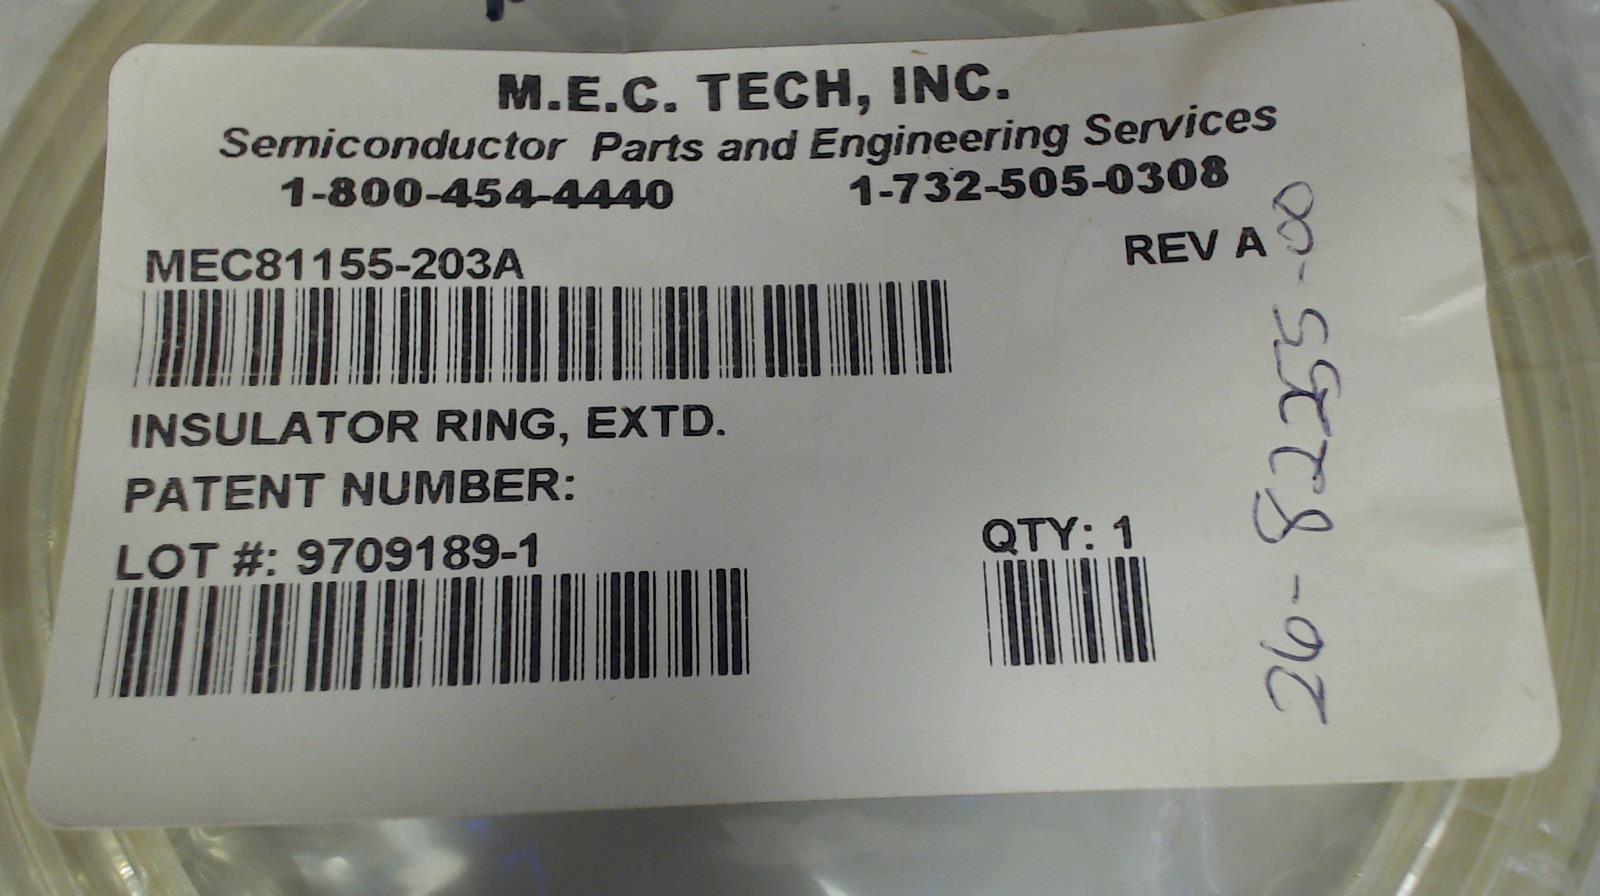 M.E.C. TECH, INC.
Semiconductor Parts and Engineering Services
1-800-454-4440 1-732-505-0308
MEC81155-203A REV A
INSULATOR RING, EXTD.
PATENT NUMBER:
LOT #: 9709189-1 QTY: 1
26-82255-00